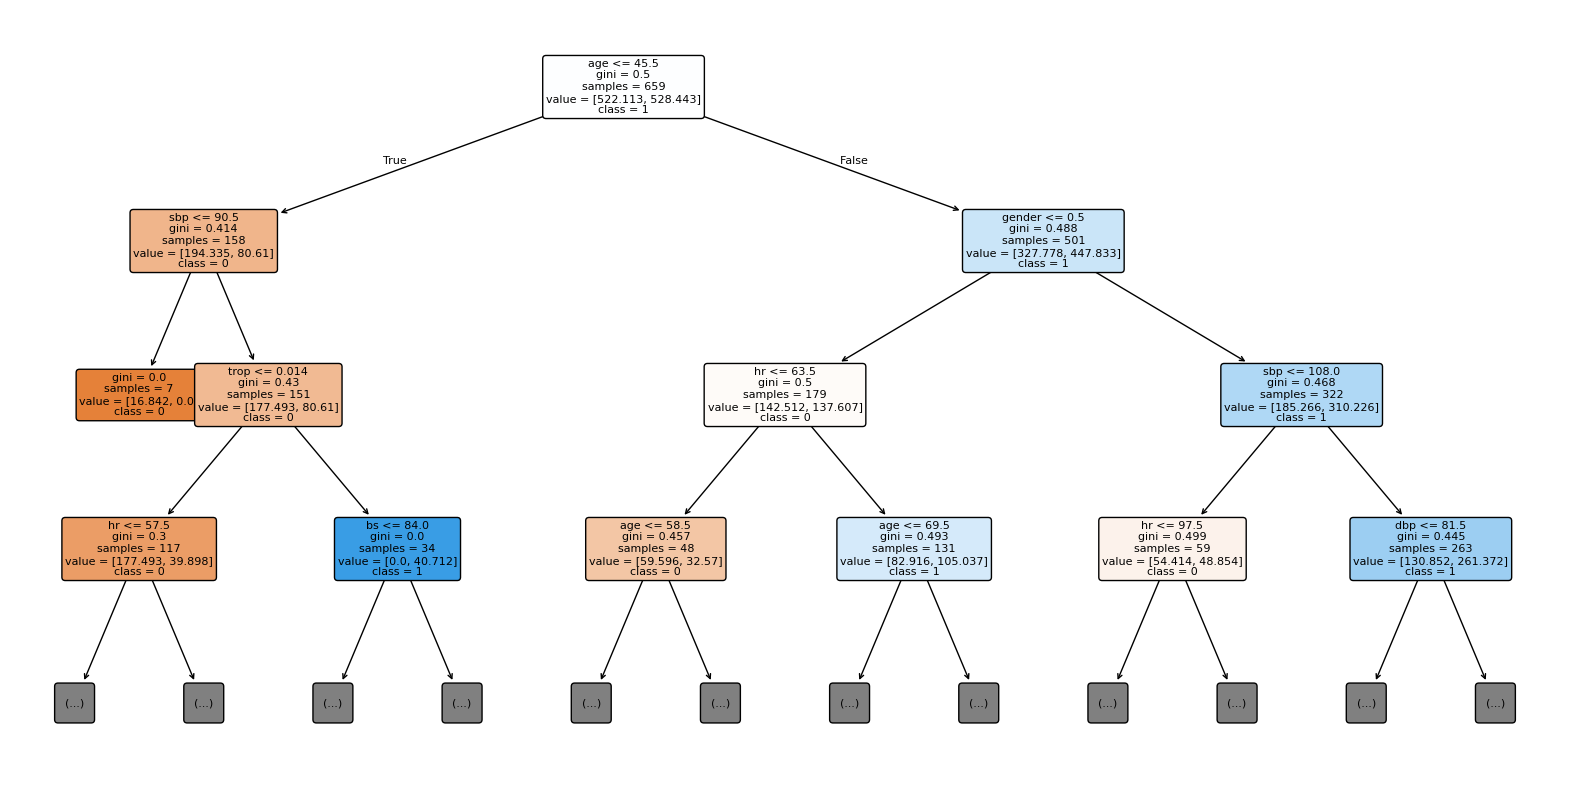 age <= 45.5
gini = 0.5
samples = 659
value = [522.113, 528.443]
class = 1
True
False
sbp <= 90.5
gini = 0.414
samples = 158
value = [194.335, 80.61]
class = 0
gender <= 0.5
gini = 0.488
samples = 501
value = [327.778, 447.833]
class = 1
gini = 0.0
samples = 7
value = [16.842, 0.0
class = 0
trop <= 0.014
gini = 0.43
samples = 151
value = [177.493, 80.61]
class = 0
hr <= 63.5
gini = 0.5
samples = 179
value = [142.512, 137.607]
class = 0
sbp <= 108.0
gini = 0.468
samples = 322
value = [185.266, 310.226]
class = 1
hr <= 57.5
gini = 0.3
samples = 117
value = [177.493, 39.898]
class = 0
bs <= 84.0
gini = 0.0
samples = 34
value = [0.0, 40.712]
class = 1
age <= 58.5
gini = 0.457
samples = 48
value = [59.596, 32.57]
class = 0
age <= 69.5
gini = 0.493
samples = 131
value = [82.916, 105.037]
class = 1
hr <= 97.5
gini = 0.499
samples = 59
value = [54.414, 48.854]
class = 0
dbp <= 81.5
gini = 0.445
samples = 263
value = [130.852, 261.372]
class = 1
(...)
(...)
(...)
(...)
(...)
(...)
(...)
(...)
(...)
(...)
(...)
(...)